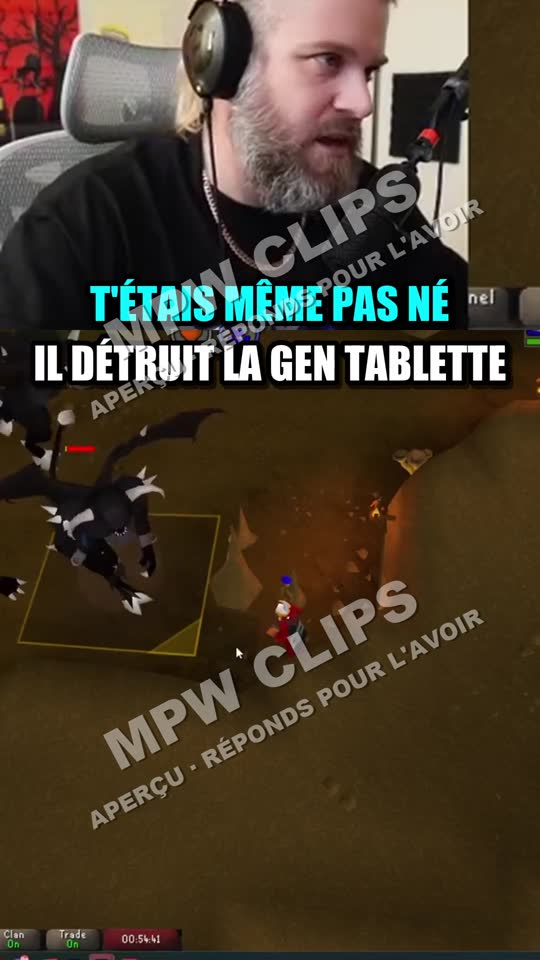 MPW CLIPS
APERÇU · RÉPONDS POUR L'AVOIR
nel
T'ÉTAIS MÊME PAS NÉ
IL DÉTRUIT LA GEN TABLETTE
MPW CLIPS
APERÇU · RÉPONDS POUR L'AVOIR
Clan
On
Trade
On
00:54:41